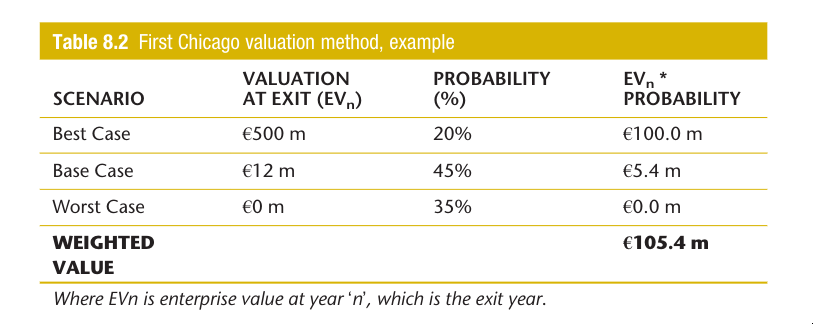 Table 8.2 First Chicago valuation method, example
SCENARIO VALUATION AT EXIT (EVn) PROBABILITY (%) EVn * PROBABILITY
Best Case €500 m 20% €100.0 m
Base Case €12 m 45% €5.4 m
Worst Case €0 m 35% €0.0 m
WEIGHTED VALUE €105.4 m
Where EVn is enterprise value at year ‘n’, which is the exit year.